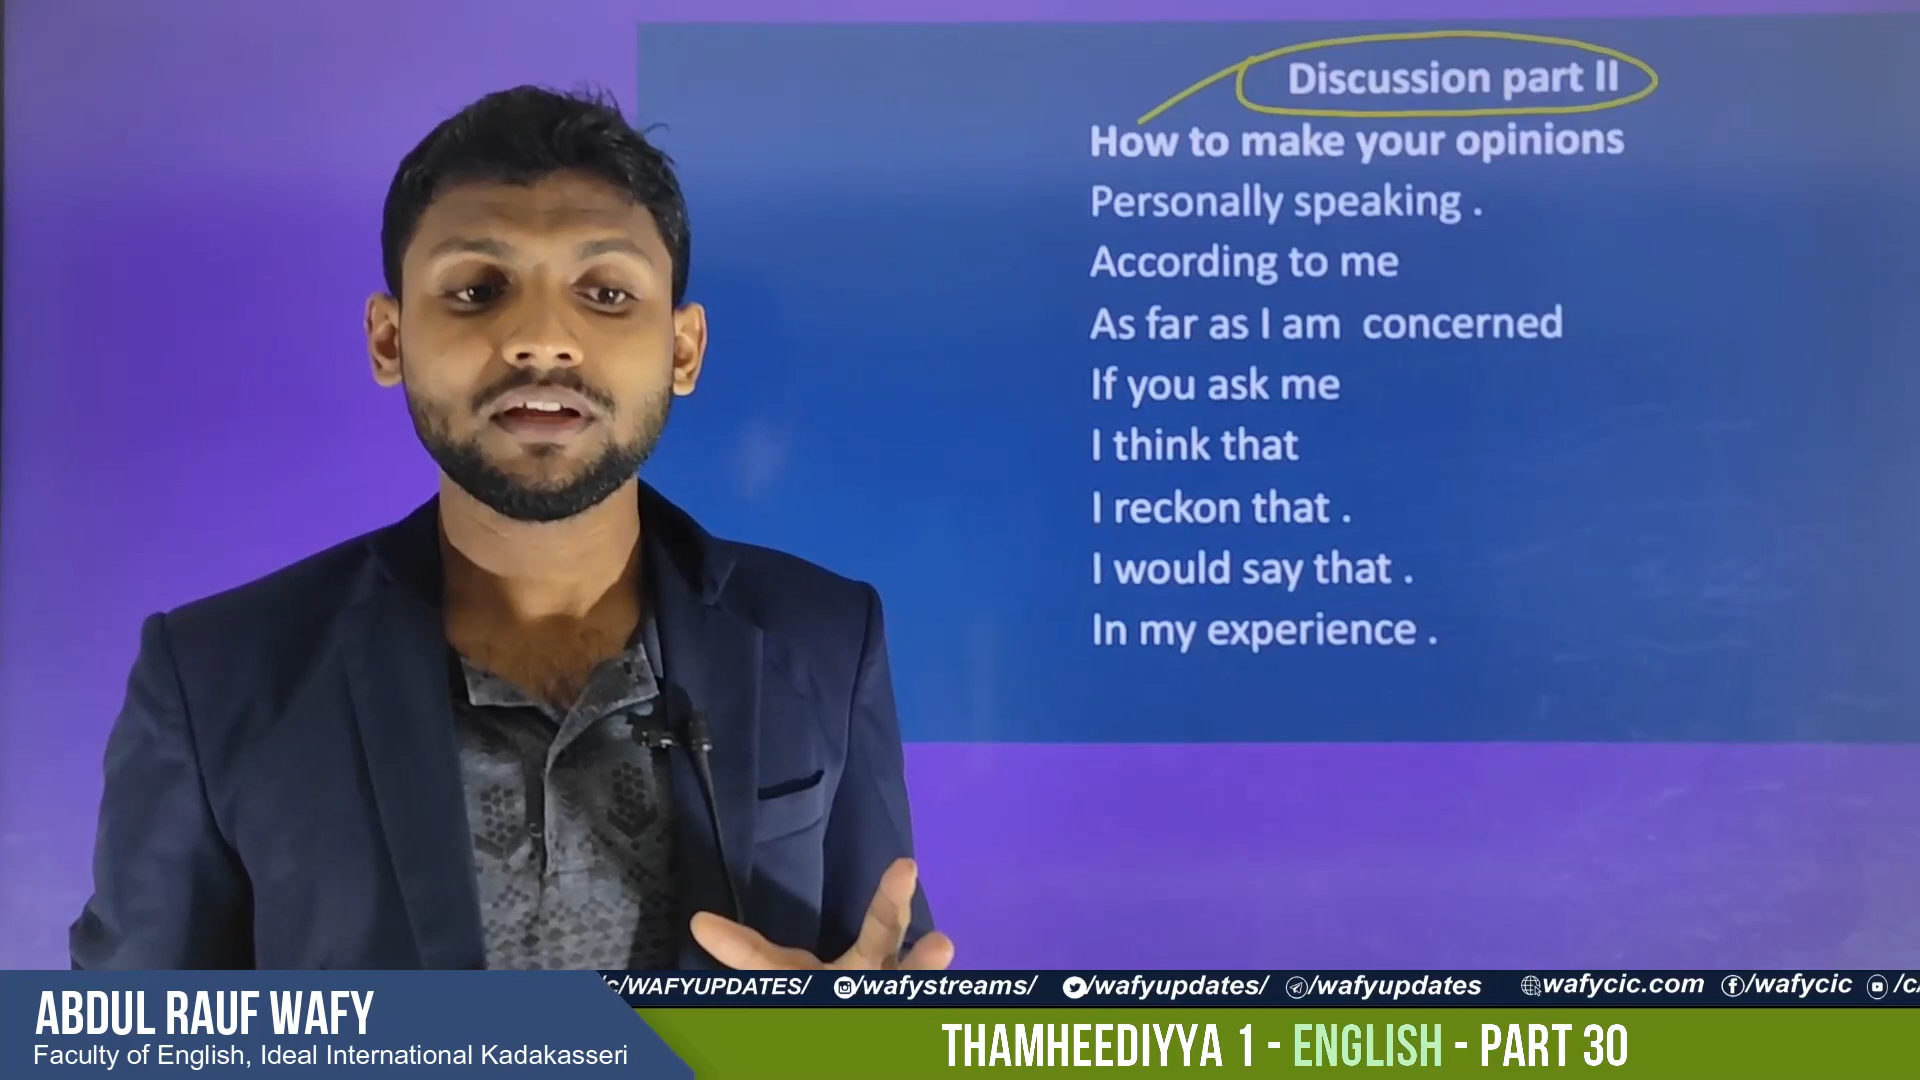 Discussion part II
How to make your opinions
Personally speaking .
According to me
As far as I am  concerned
If you ask me
I think that
I reckon that .
I would say that .
In my experience .
/c/WAFYUPDATES/ /wafystreams/ /wafyupdates/ /wafyupdates wafycic.com /wafycic /c/
ABDUL RAUF WAFY
Faculty of English, Ideal International Kadakasseri
THAMHEEDIYYA 1 - ENGLISH - PART 30